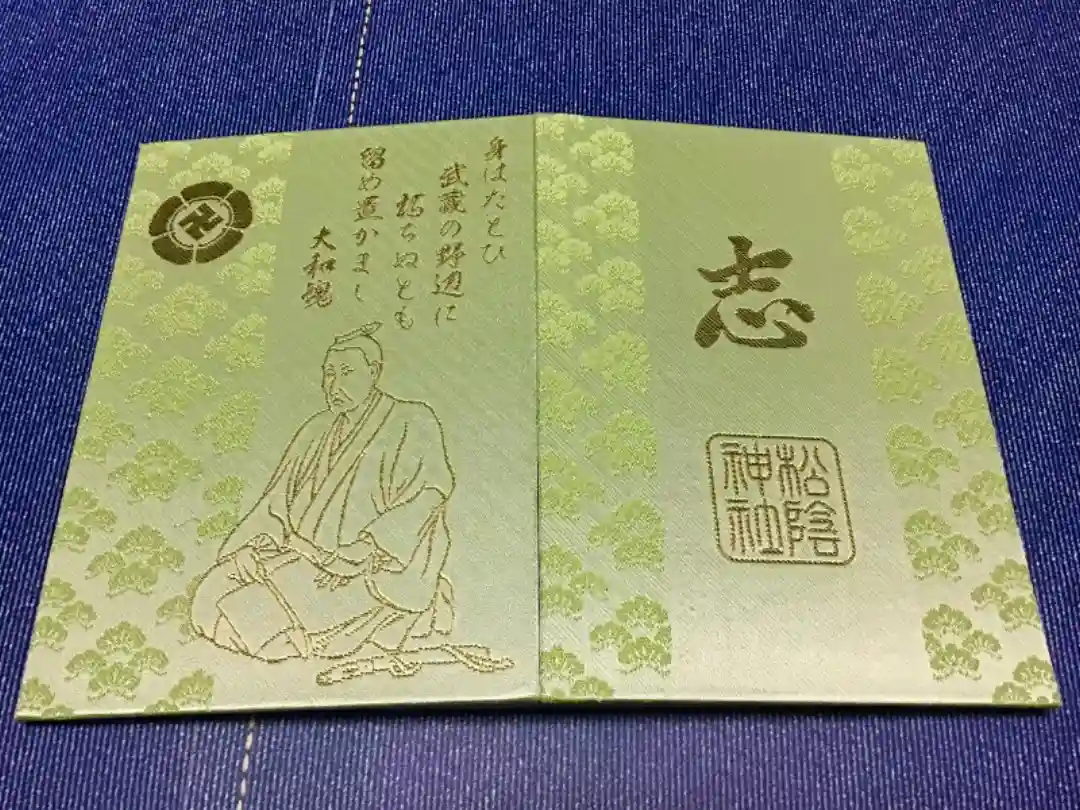 身はたとひ
武蔵の野辺に
朽ちぬとも
留め置かまし
大和魂
志
松陰
神社